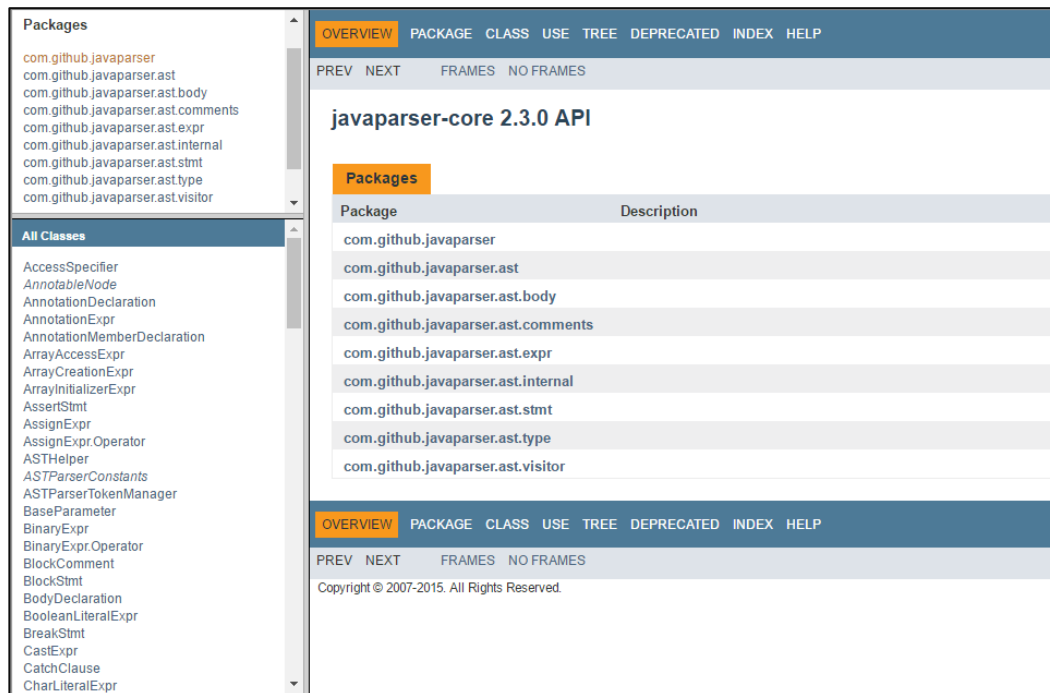 Packages
com.github.javaparser
com.github.javaparser.ast
com.github.javaparser.ast.body
com.github.javaparser.ast.comments
com.github.javaparser.ast.expr
com.github.javaparser.ast.internal
com.github.javaparser.ast.stmt
com.github.javaparser.ast.type
com.github.javaparser.ast.visitor
All Classes
AccessSpecifier
AnnotableNode
AnnotationDeclaration
AnnotationExpr
AnnotationMemberDeclaration
ArrayAccessExpr
ArrayCreationExpr
ArrayInitializerExpr
AssertStmt
AssignExpr
AssignExpr.Operator
ASTHelper
ASTParserConstants
ASTParserTokenManager
BaseParameter
BinaryExpr
BinaryExpr.Operator
BlockComment
BlockStmt
BodyDeclaration
BooleanLiteralExpr
BreakStmt
CastExpr
CatchClause
CharLiteralExpr
OVERVIEW PACKAGE CLASS USE TREE DEPRECATED INDEX HELP
PREV NEXT FRAMES NO FRAMES
javaparser-core 2.3.0 API
Packages
Package Description
com.github.javaparser
com.github.javaparser.ast
com.github.javaparser.ast.body
com.github.javaparser.ast.comments
com.github.javaparser.ast.expr
com.github.javaparser.ast.internal
com.github.javaparser.ast.stmt
com.github.javaparser.ast.type
com.github.javaparser.ast.visitor
OVERVIEW PACKAGE CLASS USE TREE DEPRECATED INDEX HELP
PREV NEXT FRAMES NO FRAMES
Copyright © 2007-2015. All Rights Reserved.